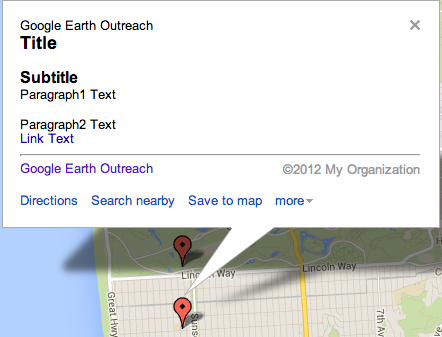 Google Earth Outreach
Title
Subtitle
Paragraph1 Text
Paragraph2 Text
Link Text
Google Earth Outreach ©2012 My Organization
Directions Search nearby Save to map more
Lincoln Way
Lincoln Way
Great Hwy
Suns
7th Ave